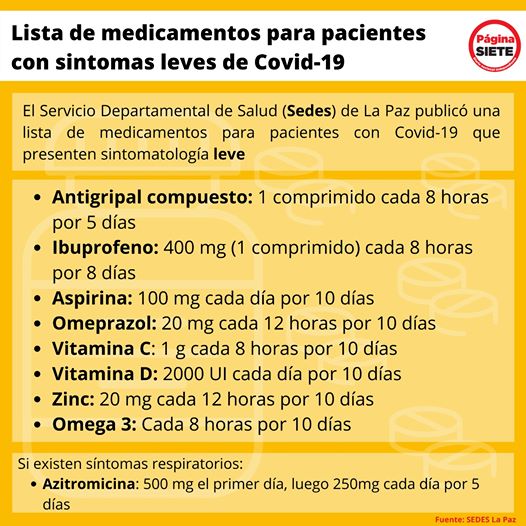 Lista de medicamentos para pacientes
con sintomas leves de Covid-19
Página
SIETE
El Servicio Departamental de Salud (Sedes) de La Paz publicó una
lista de medicamentos para pacientes con Covid-19 que
presenten sintomatología leve
• Antigripal compuesto: 1 comprimido cada 8 horas
por 5 días
• Ibuprofeno: 400 mg (1 comprimido) cada 8 horas
por 8 días
• Aspirina: 100 mg cada día por 10 días
• Omeprazol: 20 mg cada 12 horas por 10 días
• Vitamina C: 1 g cada 8 horas por 10 días
• Vitamina D: 2000 UI cada día por 10 días
• Zinc: 20 mg cada 12 horas por 10 días
• Omega 3: Cada 8 horas por 10 días
Si existen síntomas respiratorios:
• Azitromicina: 500 mg el primer día, luego 250mg cada día por 5
días
Fuente: SEDES La Paz